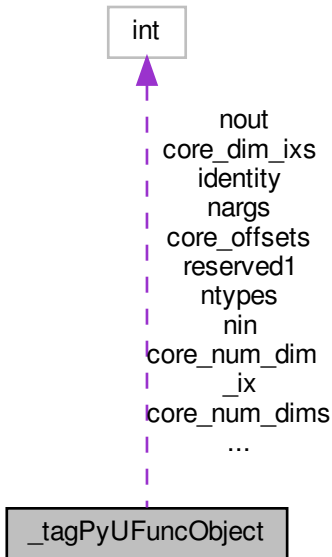 int
nout
core_dim_ixs
identity
nargs
core_offsets
reserved1
ntypes
nin
core_num_dim
_ix
core_num_dims
...
_tagPyUFuncObject